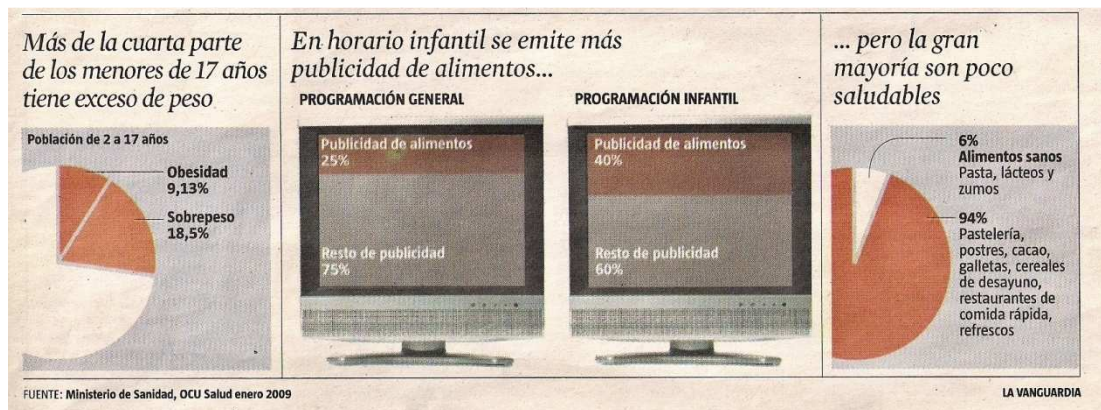 Más de la cuarta parte
de los menores de 17 años
tiene exceso de peso
Población de 2 a 17 años
Obesidad
9,13%
Sobrepeso
18,5%
En horario infantil se emite más
publicidad de alimentos...
PROGRAMACIÓN GENERAL
Publicidad de alimentos
25%
Resto de publicidad
75%
PROGRAMACIÓN INFANTIL
Publicidad de alimentos
40%
Resto de publicidad
60%
... pero la gran
mayoría son poco
saludables
6%
Alimentos sanos
Pasta, lácteos y
zumos
94%
Pastelería,
postres, cacao,
galletas, cereales
de desayuno,
restaurantes de
comida rápida,
refrescos
FUENTE: Ministerio de Sanidad, OCU Salud enero 2009
LA VANGUARDIA